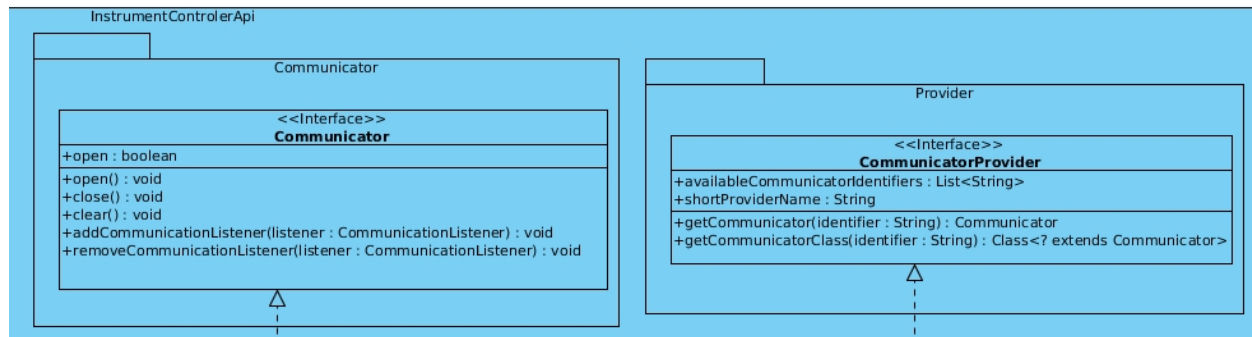 InstrumentControlerApi
Communicator
<<Interface>>
Communicator
+open : boolean
+open() : void
+close() : void
+clear() : void
+addCommunicationListener(listener : CommunicationListener) : void
+removeCommunicationListener(listener : CommunicationListener) : void
Provider
<<Interface>>
CommunicatorProvider
+availableCommunicatorIdentifiers : List<String>
+shortProviderName : String
+getCommunicator(identifier : String) : Communicator
+getCommunicatorClass(identifier : String) : Class<? extends Communicator>